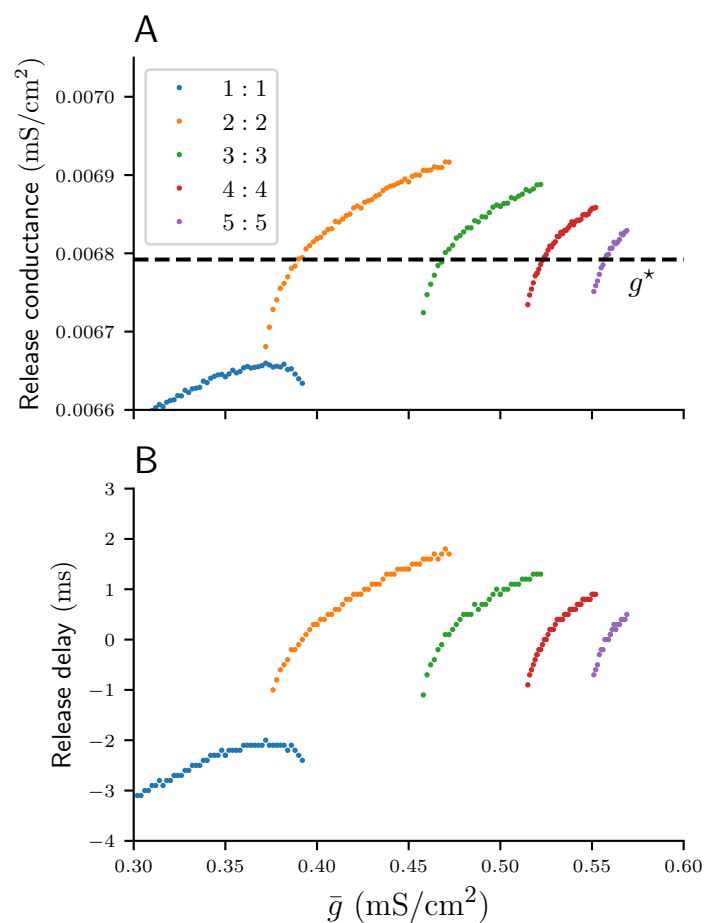 A
Release conductance (mS/cm²)
0.0070
0.0069
0.0068
0.0067
0.0066
1 : 1
2 : 2
3 : 3
4 : 4
5 : 5
g⋆
B
Release delay (ms)
3
2
1
0
−1
−2
−3
−4
0.30 0.35 0.40 0.45 0.50 0.55 0.60
ḡ (mS/cm²)